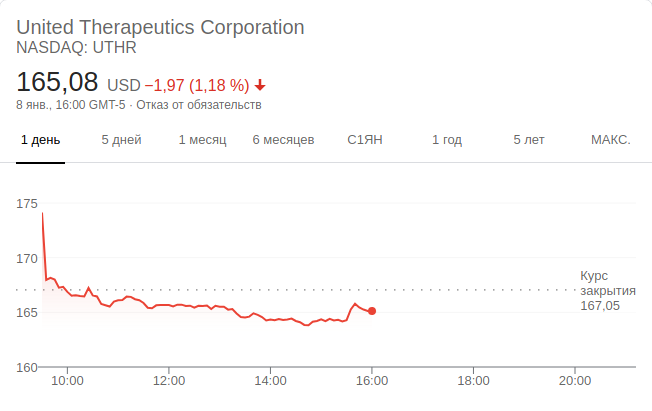 United Therapeutics Corporation
NASDAQ: UTHR
165,08 USD −1,97 (1,18 %)
8 янв., 16:00 GMT-5 · Отказ от обязательств
1 день 5 дней 1 месяц 6 месяцев С1ЯН 1 год 5 лет МАКС.
175
170
Курс
закрытия
167,05
165
160
10:00 12:00 14:00 16:00 18:00 20:00